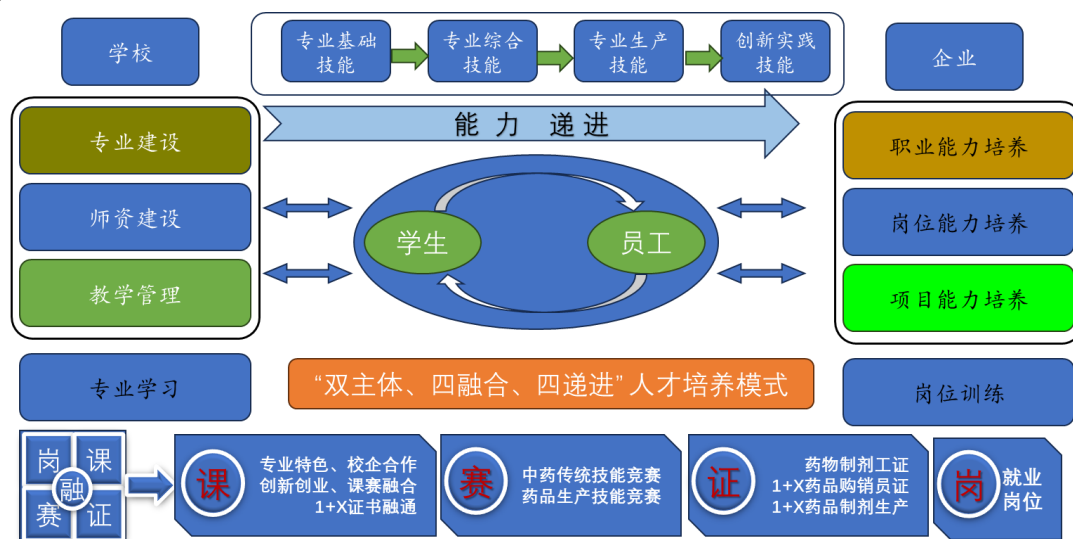 学校
专业基础
技能
专业综合
技能
专业生产
技能
创新实践
技能
企业
能 力 递 进
专业建设
师资建设
教学管理
学生
员工
职业能力培养
岗位能力培养
项目能力培养
专业学习
“双主体、四融合、四递进”人才培养模式
岗位训练
岗 课
融
赛 证
课
专业特色、校企合作
创新创业、课赛融合
1+X证书融通
赛
中药传统技能竞赛
药品生产技能竞赛
证
药物制剂工证
1+X药品购销员证
1+X药品制剂生产
岗
就业
岗位